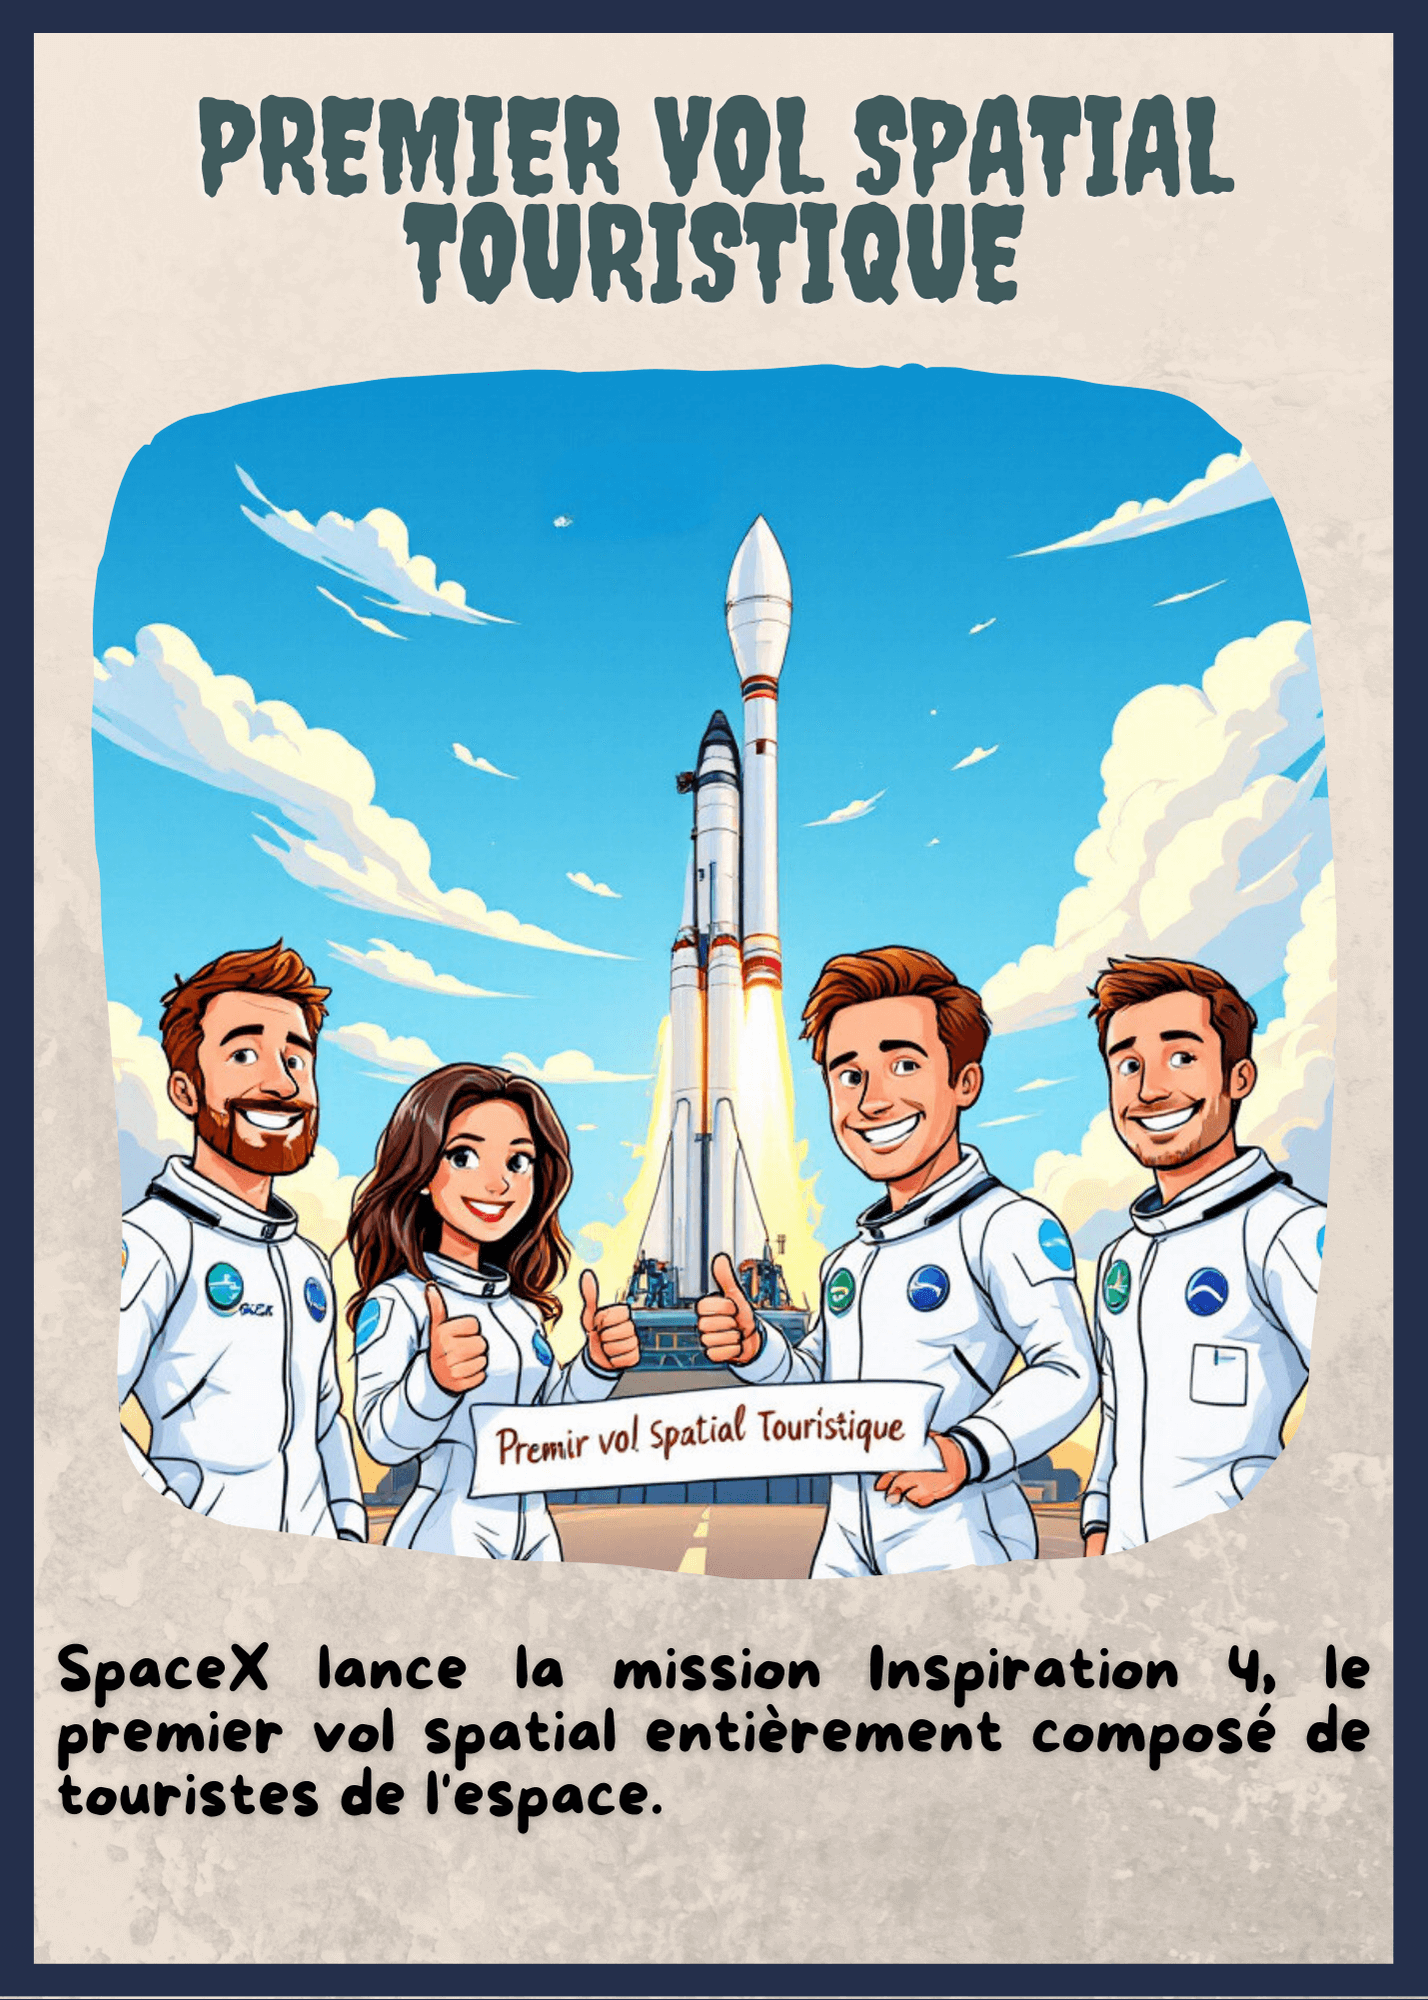 PREMIER VOL SPATIAL
TOURISTIQUE
Premir vol Spatial Touristique
SpaceX lance la mission Inspiration 4, le
premier vol spatial entièrement composé de
touristes de l'espace.